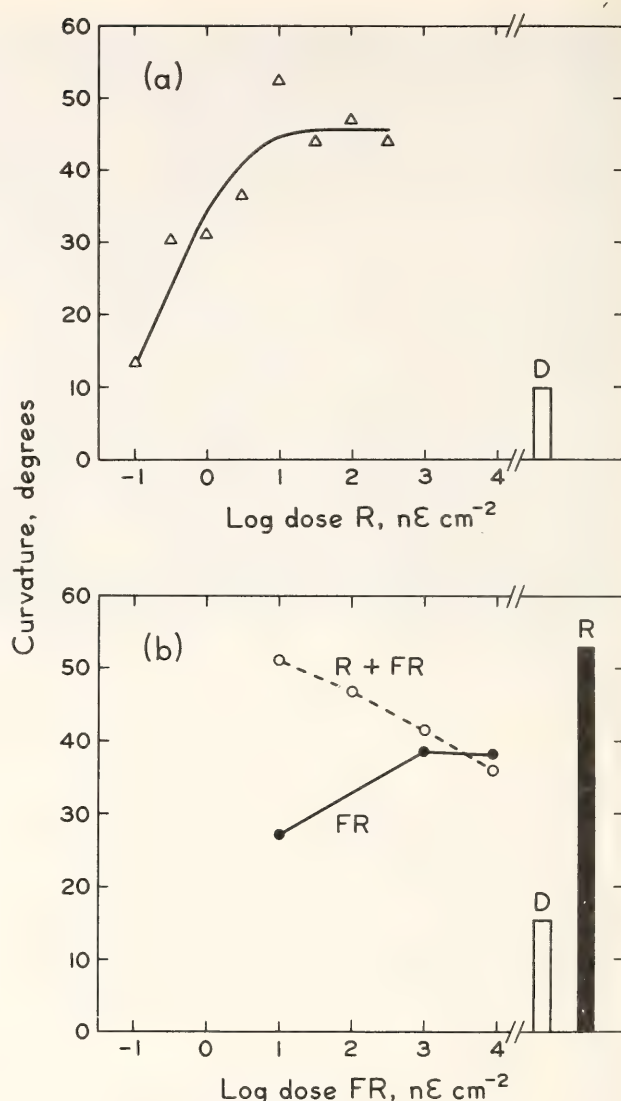 Curvature, degrees
(a)
60
50
40
30
20
10
0
D
-1 0 1 2 3 4
Log dose R, nƐ cm⁻²
(b)
60
50
40
30
20
10
0
R + FR
FR
D
R
-1 0 1 2 3 4
Log dose FR, nƐ cm⁻²